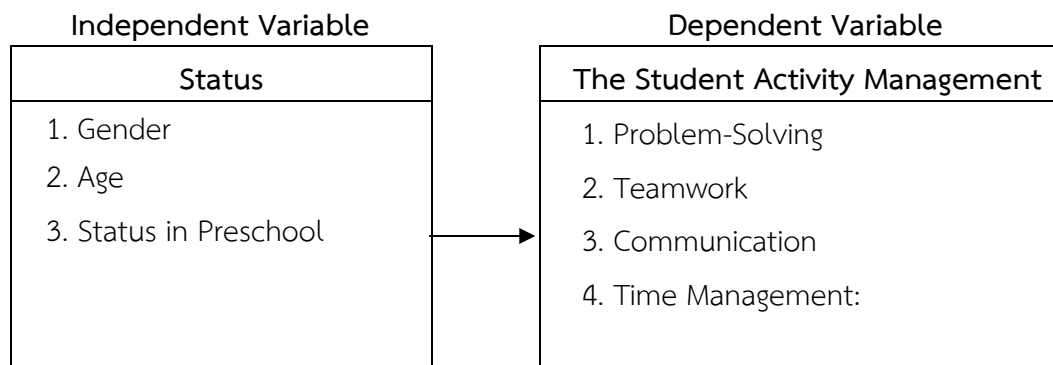 Independent Variable
Status
1. Gender
2. Age
3. Status in Preschool
Dependent Variable
The Student Activity Management
1. Problem-Solving
2. Teamwork
3. Communication
4. Time Management: